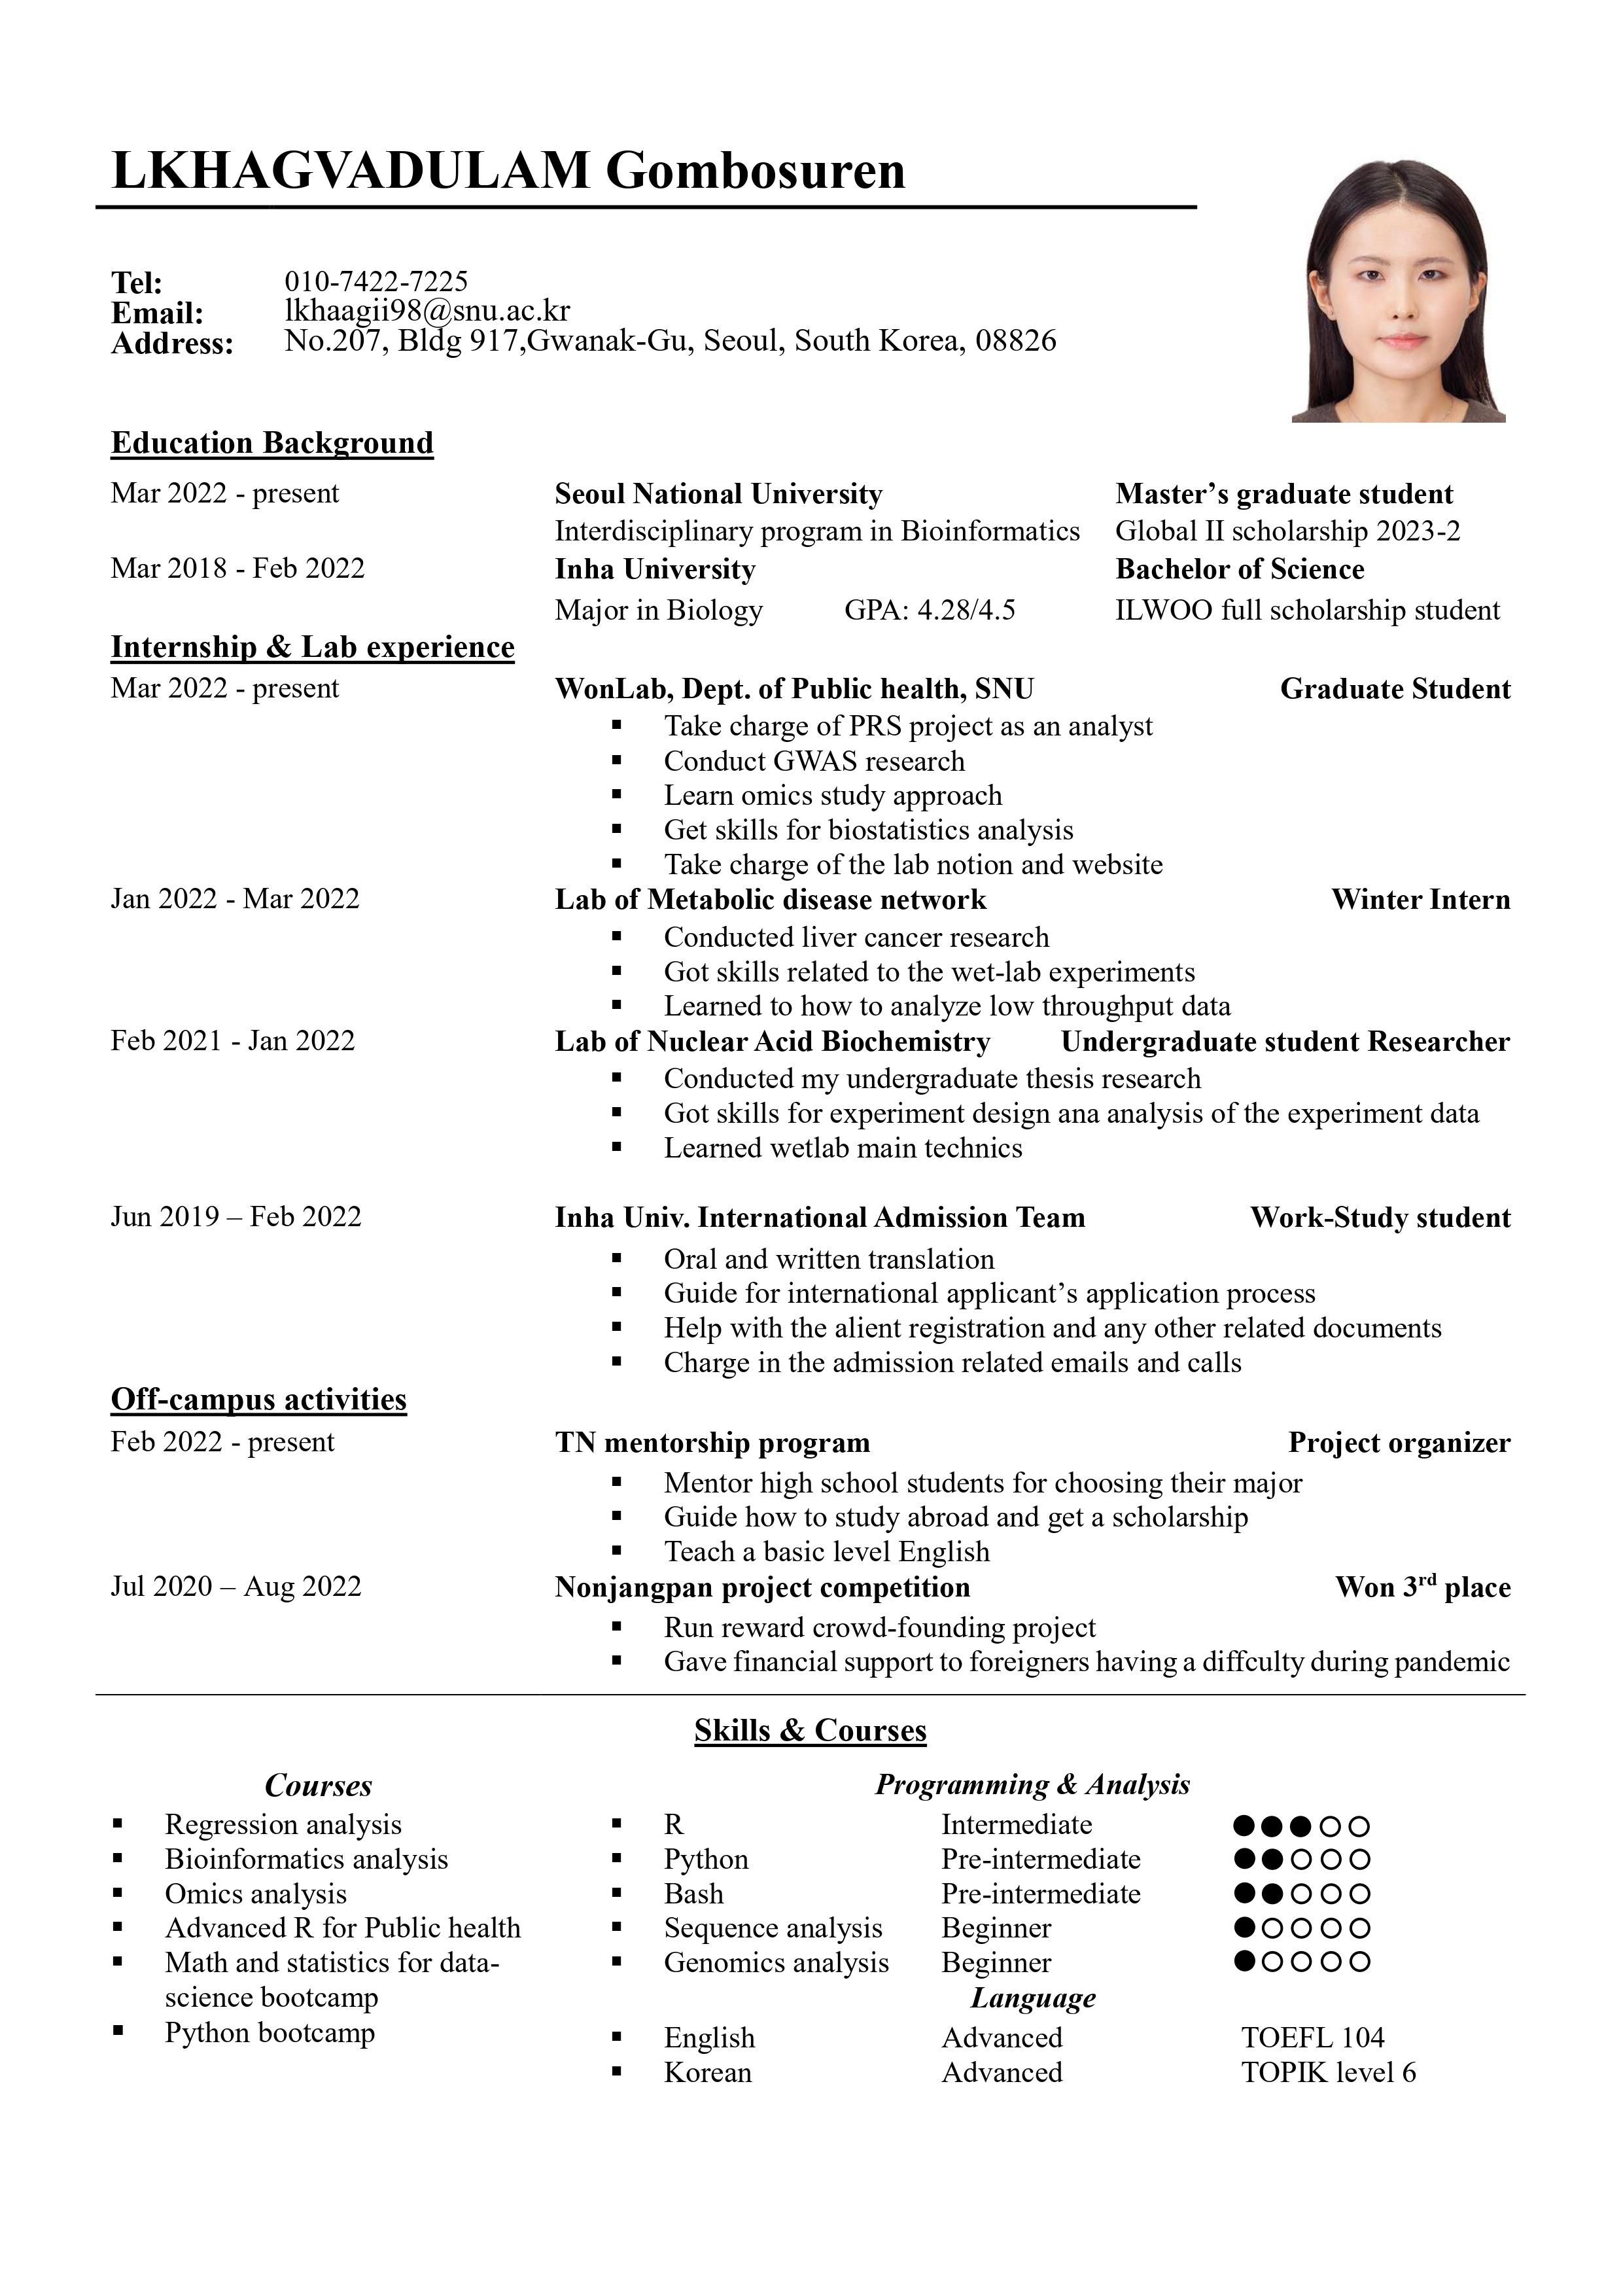 LKHAGVADULAM Gombosuren
Tel: 010-7422-7225
Email: lkhaagii98@snu.ac.kr
Address: No.207, Bldg 917,Gwanak-Gu, Seoul, South Korea, 08826
Education Background
Mar 2022 - present Seoul National University Master’s graduate student
Interdisciplinary program in Bioinformatics Global II scholarship 2023-2
Mar 2018 - Feb 2022 Inha University Bachelor of Science
Major in Biology GPA: 4.28/4.5 ILWOO full scholarship student
Internship & Lab experience
Mar 2022 - present WonLab, Dept. of Public health, SNU Graduate Student
▪ Take charge of PRS project as an analyst
▪ Conduct GWAS research
▪ Learn omics study approach
▪ Get skills for biostatistics analysis
▪ Take charge of the lab notion and website
Jan 2022 - Mar 2022 Lab of Metabolic disease network Winter Intern
▪ Conducted liver cancer research
▪ Got skills related to the wet-lab experiments
▪ Learned to how to analyze low throughput data
Feb 2021 - Jan 2022 Lab of Nuclear Acid Biochemistry Undergraduate student Researcher
▪ Conducted my undergraduate thesis research
▪ Got skills for experiment design ana analysis of the experiment data
▪ Learned wetlab main technics
Jun 2019 – Feb 2022 Inha Univ. International Admission Team Work-Study student
▪ Oral and written translation
▪ Guide for international applicant’s application process
▪ Help with the alient registration and any other related documents
▪ Charge in the admission related emails and calls
Off-campus activities
Feb 2022 - present TN mentorship program Project organizer
▪ Mentor high school students for choosing their major
▪ Guide how to study abroad and get a scholarship
▪ Teach a basic level English
Jul 2020 – Aug 2022 Nonjangpan project competition Won 3rd place
▪ Run reward crowd-founding project
▪ Gave financial support to foreigners having a diffculty during pandemic
Skills & Courses
Courses
▪ Regression analysis
▪ Bioinformatics analysis
▪ Omics analysis
▪ Advanced R for Public health
▪ Math and statistics for data-
science bootcamp
▪ Python bootcamp
Programming & Analysis
▪ R Intermediate ●●●○○
▪ Python Pre-intermediate ●●○○○
▪ Bash Pre-intermediate ●●○○○
▪ Sequence analysis Beginner ●○○○○
▪ Genomics analysis Beginner ●○○○○
Language
▪ English Advanced TOEFL 104
▪ Korean Advanced TOPIK level 6